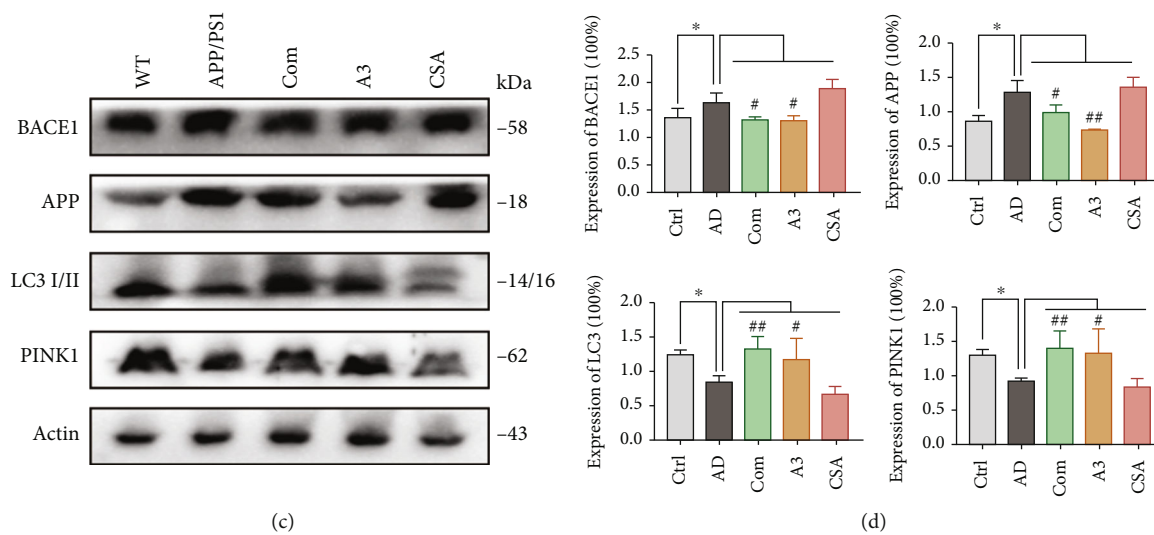 WT
APP/PS1
Com
A3
CSA
kDa
BACE1
–58
APP
–18
LC3 I/II
–14/16
PINK1
–62
Actin
–43
(c)
Expression of BACE1 (100%)
2.5
2.0
1.5
1.0
0.5
0.0
*
#
#
Ctrl
AD
Com
A3
CSA
Expression of APP (100%)
2.0
1.5
1.0
0.5
0.0
*
#
##
Ctrl
AD
Com
A3
CSA
Expression of LC3 (100%)
2.0
1.5
1.0
0.5
0.0
*
##
#
Ctrl
AD
Com
A3
CSA
Expression of PINK1 (100%)
2.0
1.5
1.0
0.5
0.0
*
##
#
Ctrl
AD
Com
A3
CSA
(d)